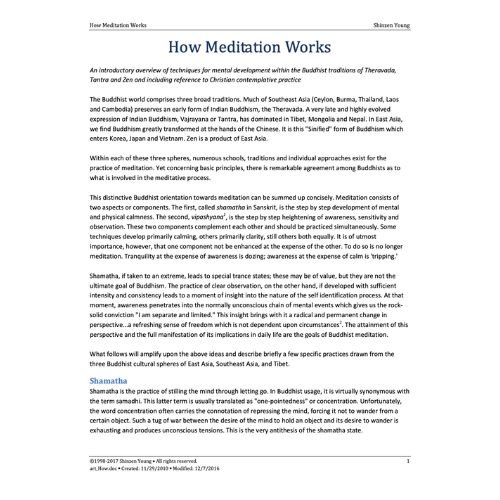 How Meditation Works Shinzen Young
How Meditation Works
An introductory overview of techniques for mental development within the Buddhist traditions of Theravada,
Tantra and Zen and including reference to Christian contemplative practice
The Buddhist world comprises three broad traditions. Much of Southeast Asia (Ceylon, Burma, Thailand, Laos
and Cambodia) preserves an early form of Indian Buddhism, the Theravada. A very late and highly evolved
expression of Indian Buddhism, Vajrayana or Tantra, has dominated in Tibet, Mongolia and Nepal. In East Asia,
we find Buddhism greatly transformed at the hands of the Chinese. It is this "Sinified" form of Buddhism which
enters Korea, Japan and Vietnam. Zen is a product of East Asia.
Within each of these three spheres, numerous schools, traditions and individual approaches exist for the
practice of meditation. Yet concerning basic principles, there is remarkable agreement among Buddhists as to
what is involved in the meditative process.
This distinctive Buddhist orientation towards meditation can be summed up concisely. Meditation consists of
two aspects or components. The first, called shamatha in Sanskrit, is the step by step development of mental
and physical calmness. The second, vipashyana¹, is the step by step heightening of awareness, sensitivity and
observation. These two components complement each other and should be practiced simultaneously. Some
techniques develop primarily calming, others primarily clarity, still others both equally. It is of utmost
importance, however, that one component not be enhanced at the expense of the other. To do so is no longer
meditation. Tranquility at the expense of awareness is dozing; awareness at the expense of calm is 'tripping.'
Shamatha, if taken to an extreme, leads to special trance states; these may be of value, but they are not the
ultimate goal of Buddhism. The practice of clear observation, on the other hand, if developed with sufficient
intensity and consistency leads to a moment of insight into the nature of the self identification process. At that
moment, awareness penetrates into the normally unconscious chain of mental events which gives us the rock-
solid conviction "I am separate and limited." This insight brings with it a radical and permanent change in
perspective...a refreshing sense of freedom which is not dependent upon circumstances². The attainment of this
perspective and the full manifestation of its implications in daily life are the goals of Buddhist meditation.
What follows will amplify upon the above ideas and describe briefly a few specific practices drawn from the
three Buddhist cultural spheres of East Asia, Southeast Asia, and Tibet.
Shamatha
Shamatha is the practice of stilling the mind through letting go. In Buddhist usage, it is virtually synonymous with
the term samadhi. This latter term is usually translated as "one-pointedness" or concentration. Unfortunately,
the word concentration often carries the connotation of repressing the mind, forcing it not to wander from a
certain object. Such a tug of war between the desire of the mind to hold an object and its desire to wander is
exhausting and produces unconscious tensions. This is the very antithesis of the shamatha state.
©1998-2017 Shinzen Young • All rights reserved. 1
art_How.doc • Created: 11/29/2010 • Modified: 12/7/2016